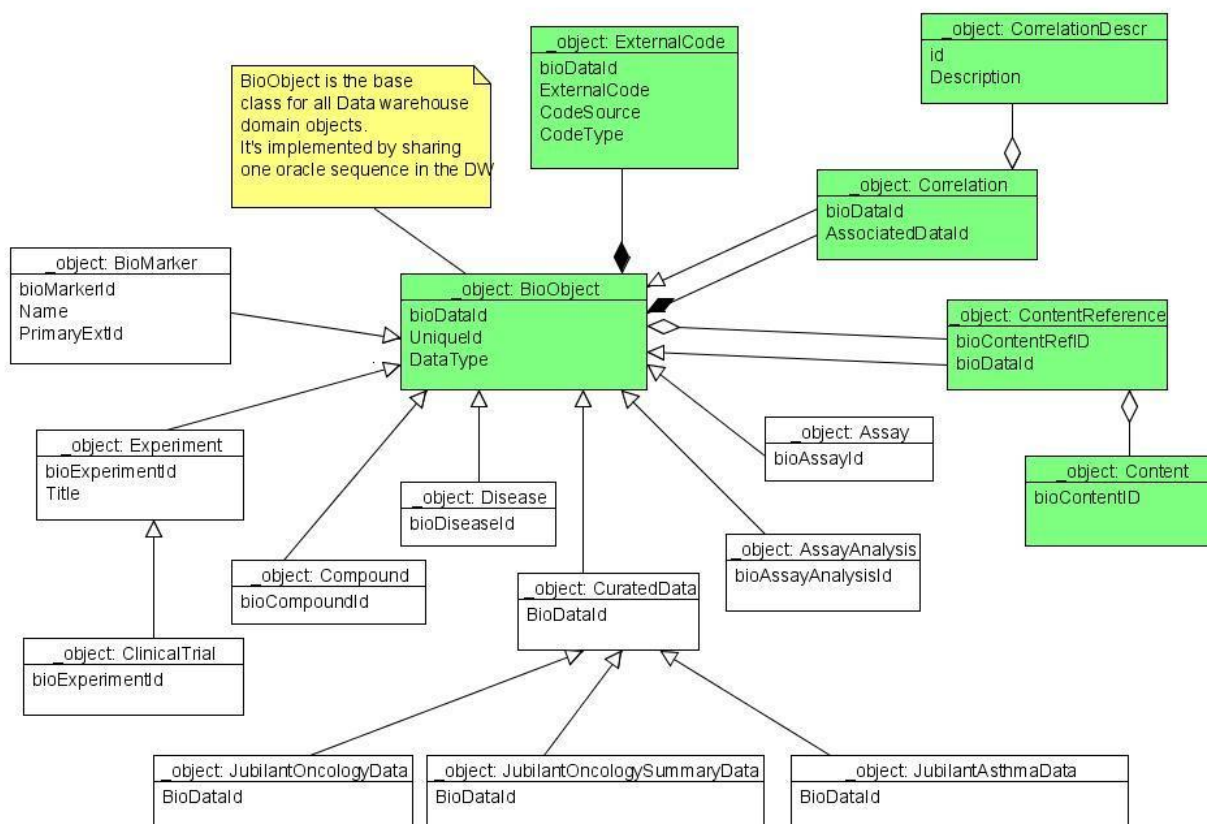 _object: ExternalCode
bioDataId
ExternalCode
CodeSource
CodeType
_object: CorrelationDescr
id
Description
BioObject is the base
class for all Data warehouse
domain objects.
It's implemented by sharing
one oracle sequence in the DW
_object: Correlation
bioDataId
AssociatedDataId
_object: BioMarker
bioMarkerId
Name
PrimaryExtId
_object: BioObject
bioDataId
UniqueId
DataType
_object: ContentReference
bioContentRefID
bioDataId
_object: Experiment
bioExperimentId
Title
_object: Assay
bioAssayId
_object: Content
bioContentID
_object: Disease
bioDiseaseId
_object: AssayAnalysis
bioAssayAnalysisId
_object: Compound
bioCompoundId
_object: CuratedData
BioDataId
_object: ClinicalTrial
bioExperimentId
_object: JubilantOncologyData
BioDataId
_object: JubilantOncologySummaryData
BioDataId
_object: JubilantAsthmaData
BioDataId